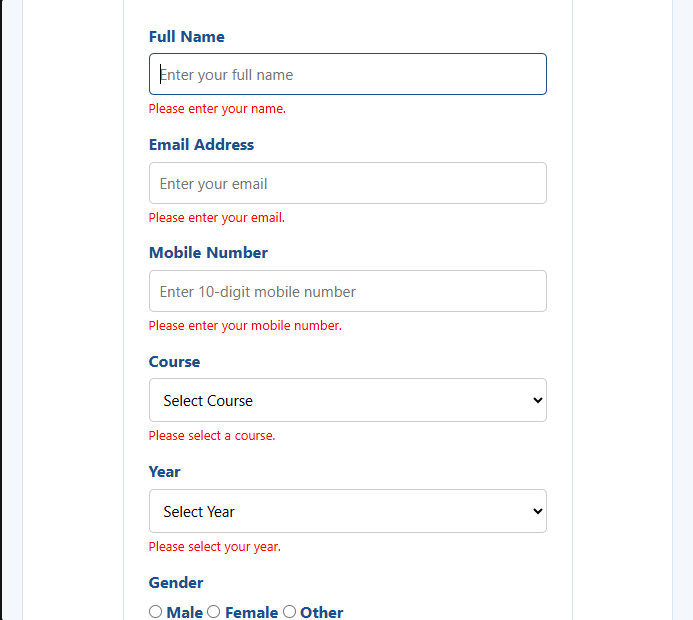 Full Name
Enter your full name
Please enter your name.
Email Address
Enter your email
Please enter your email.
Mobile Number
Enter 10-digit mobile number
Please enter your mobile number.
Course
Select Course
Please select a course.
Year
Select Year
Please select your year.
Gender
Male Female Other